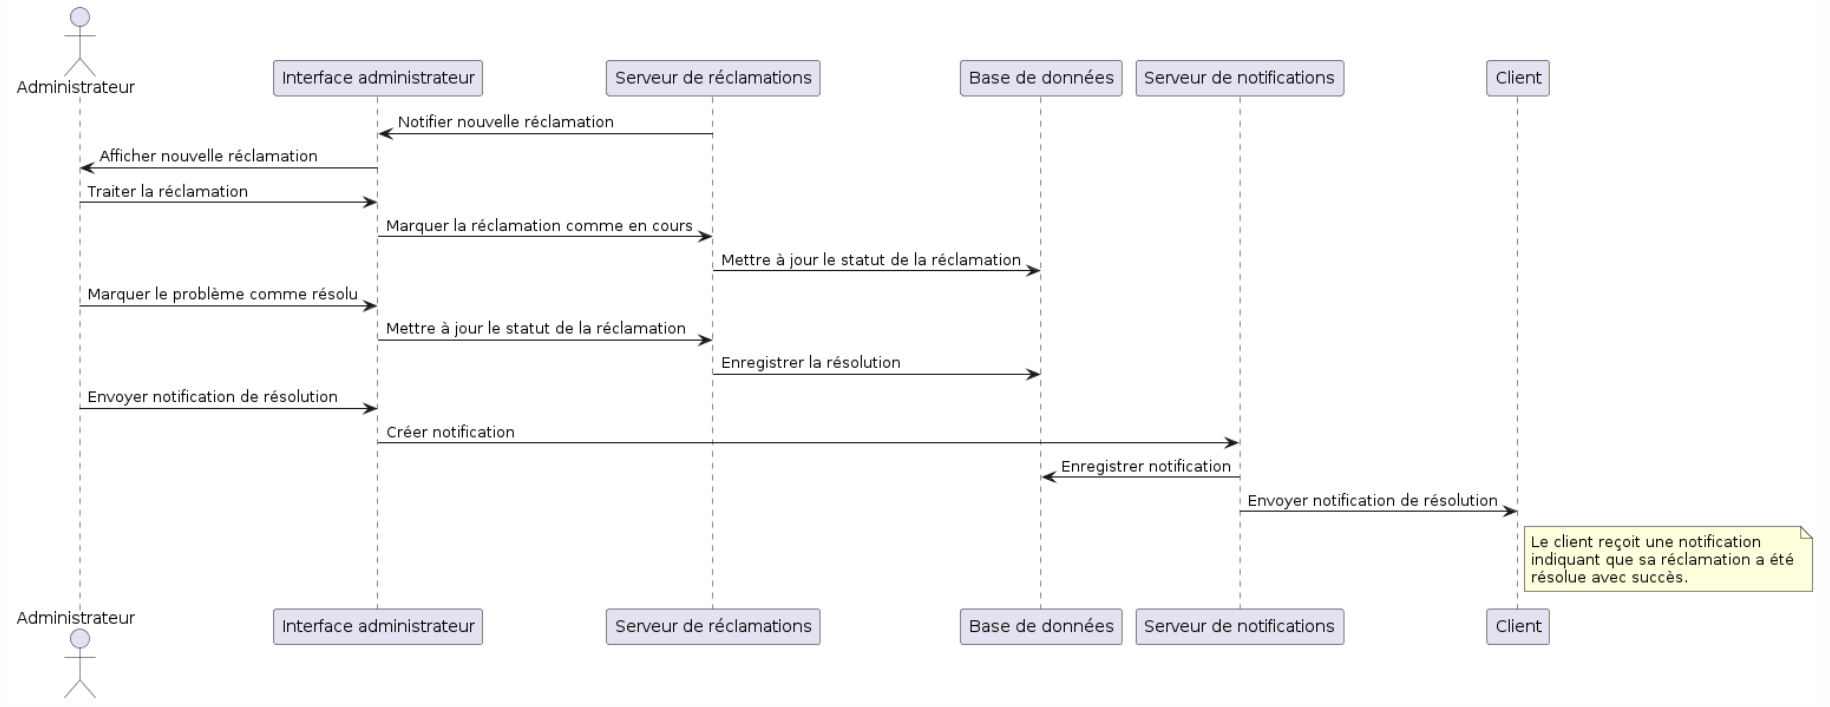 Administrateur
Interface administrateur
Serveur de réclamations
Base de données
Serveur de notifications
Client
Notifier nouvelle réclamation
Afficher nouvelle réclamation
Traiter la réclamation
Marquer la réclamation comme en cours
Mettre à jour le statut de la réclamation
Marquer le problème comme résolu
Mettre à jour le statut de la réclamation
Enregistrer la résolution
Envoyer notification de résolution
Créer notification
Enregistrer notification
Envoyer notification de résolution
Le client reçoit une notification
indiquant que sa réclamation a été
résolue avec succès.
Administrateur
Interface administrateur
Serveur de réclamations
Base de données
Serveur de notifications
Client